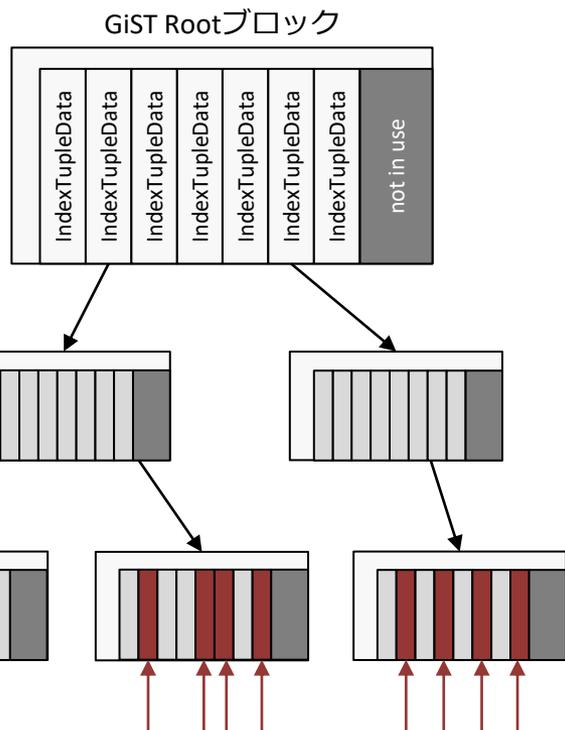 GiST Rootブロック
IndexTupleData
IndexTupleData
IndexTupleData
IndexTupleData
IndexTupleData
IndexTupleData
IndexTupleData
not in use